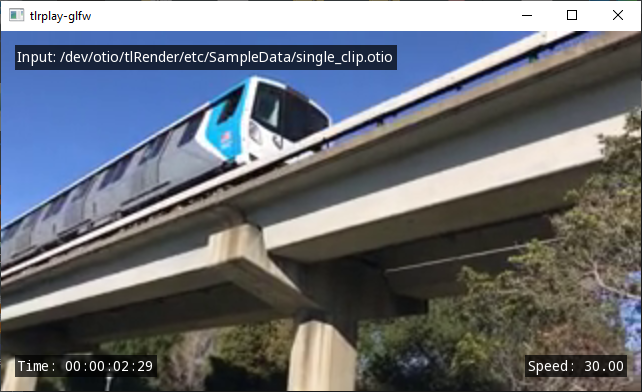 tlrplay-glfw
Input: /dev/otio/tlRender/etc/SampleData/single_clip.otio
Time: 00:00:02:29
Speed: 30.00